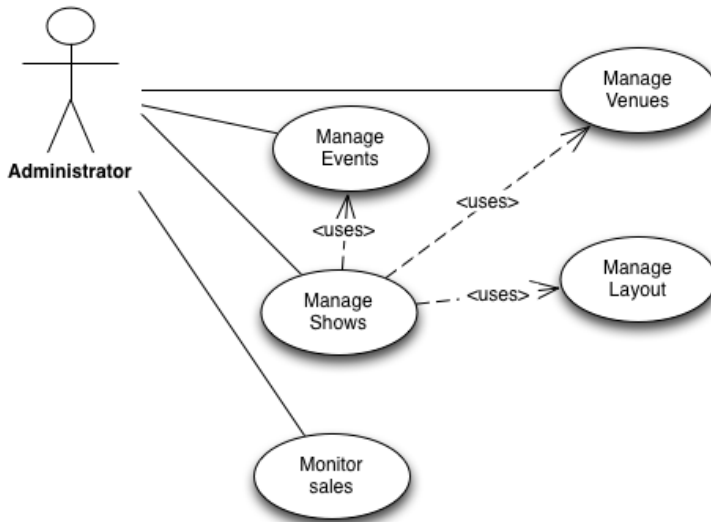 Manage
Venues
Manage
Events
Administrator
<uses>
<uses>
Manage
Layout
Manage
Shows
<uses>
Monitor
sales